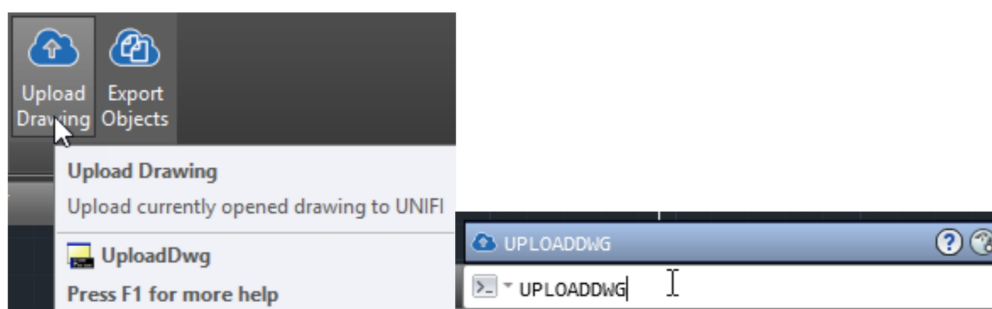 Upload
Drawing
Export
Objects
Upload Drawing
Upload currently opened drawing to UNIFI
UploadDwg
Press F1 for more help
UPLOADDWG
UPLOADDWG